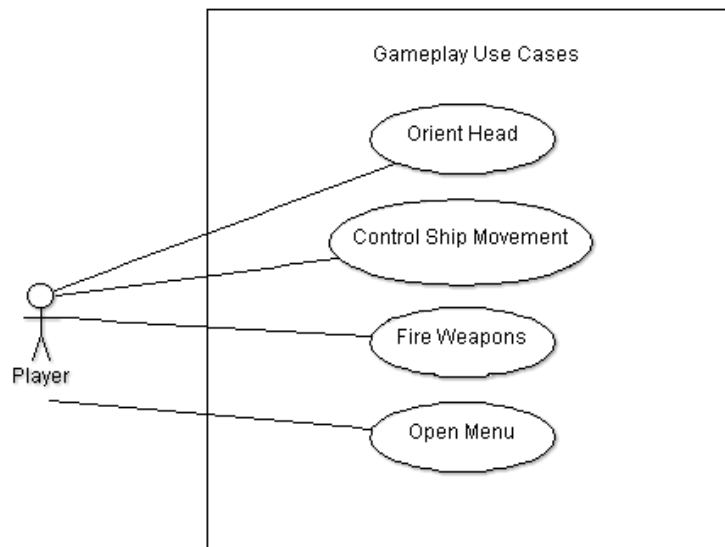 Gameplay Use Cases
Orient Head
Control Ship Movement
Fire Weapons
Player
Open Menu